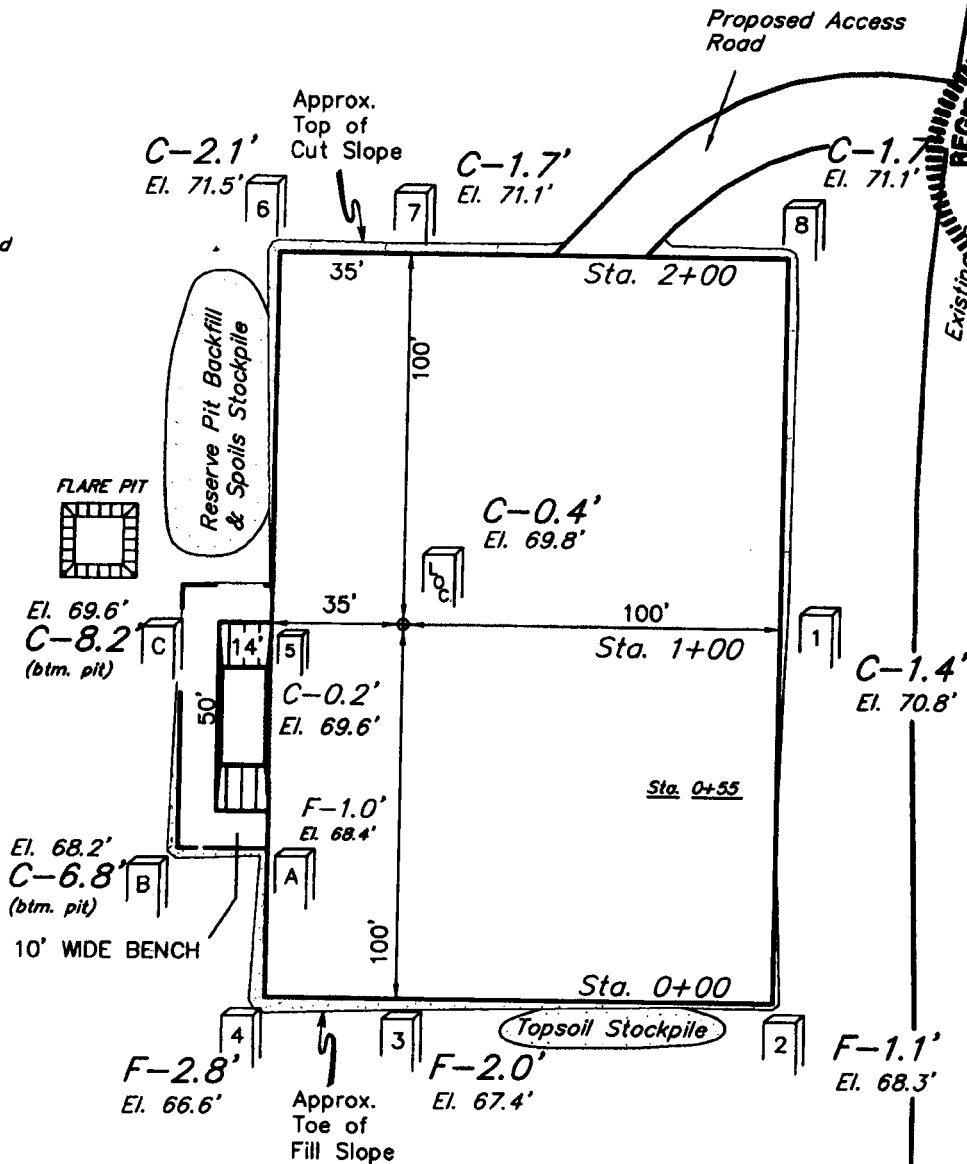 Proposed Access
Road
Approx.
Top of
Cut Slope
C-2.1'
El. 71.5'
6
C-1.7'
El. 71.1'
7
C-1.7
El. 71.1'
8
d
35'
Sta. 2+00
Existing
100'
Reserve Pit Backfill
& Spoils Stockpile
FLARE PIT
C-0.4'
El. 69.8'
LOC.
El. 69.6'
C-8.2'
(btm. pit)
C
35'
100'
14'
5
Sta. 1+00
1
C-1.4'
El. 70.8'
50'
C-0.2'
El. 69.6'
Sta. 0+55
F-1.0'
El. 68.4'
El. 68.2'
C-6.8'
(btm. pit)
B
A
10' WIDE BENCH
100'
Sta. 0+00
Topsoil Stockpile
4
3
2
F-2.8'
El. 66.6'
F-2.0'
El. 67.4'
F-1.1'
El. 68.3'
Approx.
Toe of
Fill Slope